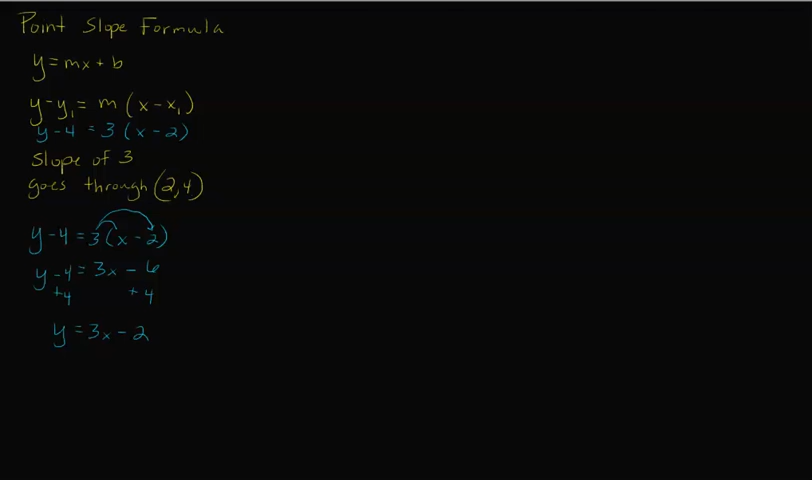 Point Slope Formula
y = mx + b
y - y₁ = m (x - x₁)
y - 4 = 3 (x - 2)
Slope of 3
goes through (2,4)
y - 4 = 3 (x - 2)
y - 4 = 3x - 6
+4 +4
y = 3x - 2